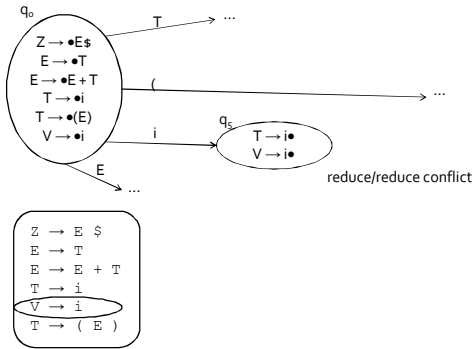 q₀
T
...
Z → •E$
E → •T
E → •E + T
T → •i
T → •(E)
V → •i
(
...
i
q₅
T → i•
V → i•
E
...
reduce/reduce conflict
Z → E $
E → T
E → E + T
T → i
V → i
T → ( E )